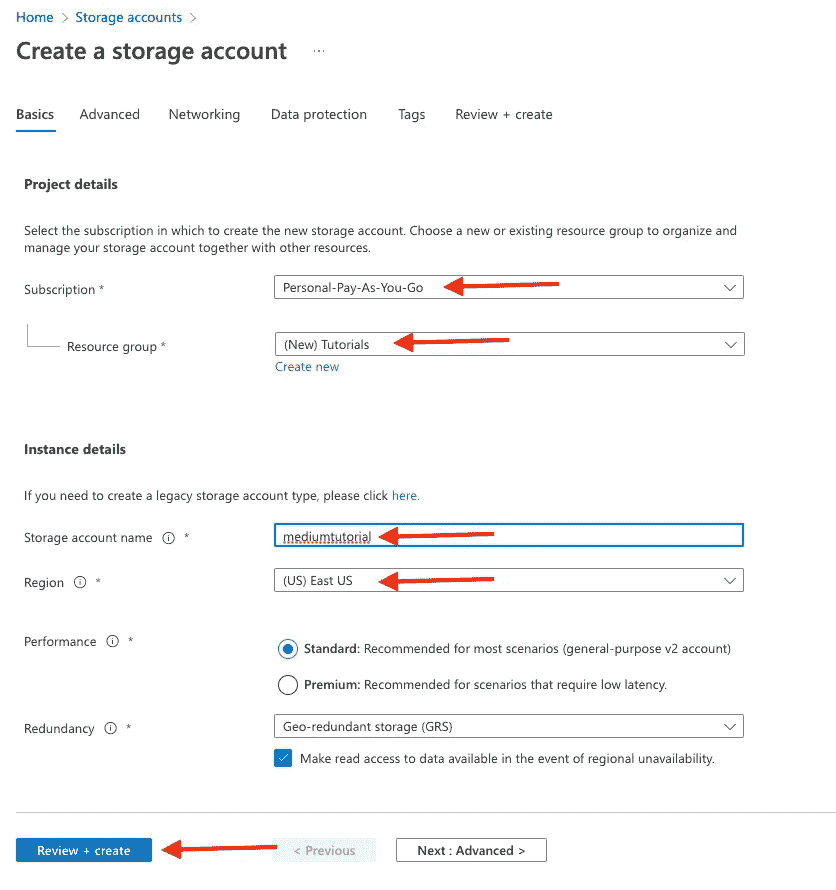 Home > Storage accounts >
Create a storage account ...
Basics Advanced Networking Data protection Tags Review + create
Project details
Select the subscription in which to create the new storage account. Choose a new or existing resource group to organize and
manage your storage account together with other resources.
Subscription * Personal-Pay-As-You-Go
Resource group * (New) Tutorials
Create new
Instance details
If you need to create a legacy storage account type, please click here.
Storage account name * mediumtutorial
Region * (US) East US
Performance * Standard: Recommended for most scenarios (general-purpose v2 account)
Premium: Recommended for scenarios that require low latency.
Redundancy * Geo-redundant storage (GRS)
Make read access to data available in the event of regional unavailability.
Review + create < Previous Next : Advanced >